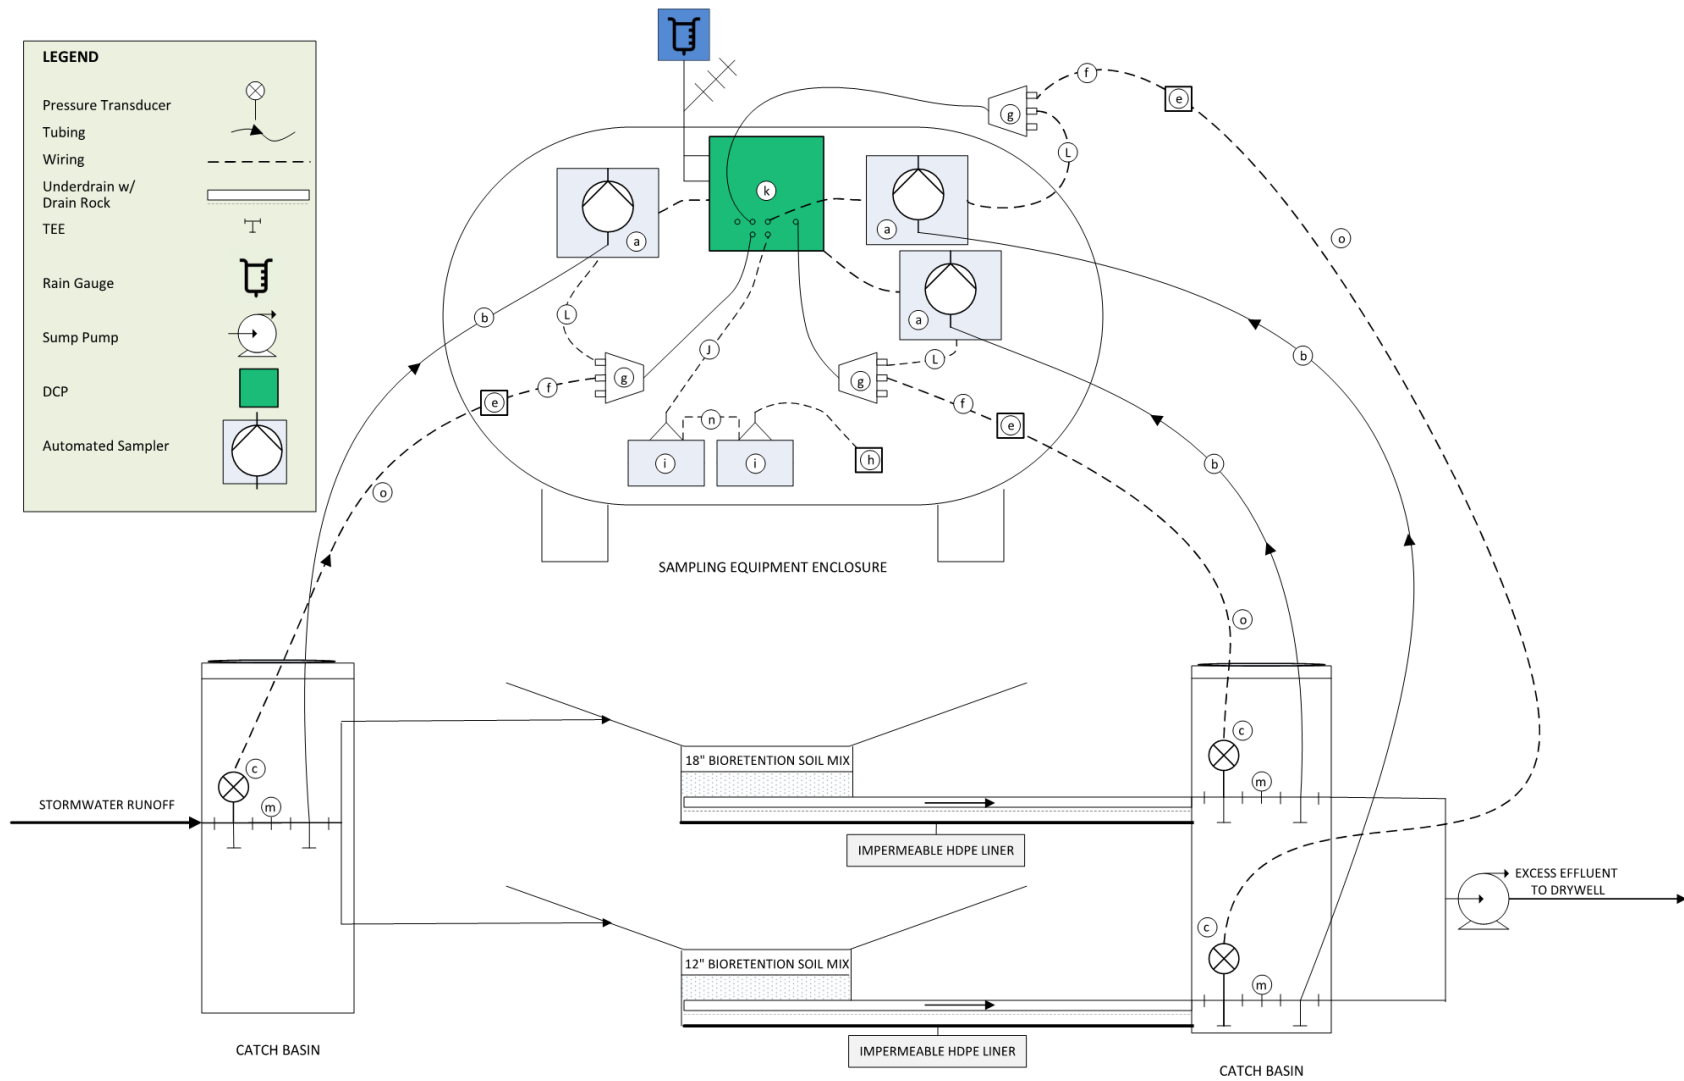 LEGEND
Pressure Transducer
Tubing
Wiring
Underdrain w/
Drain Rock
TEE
Rain Gauge
Sump Pump
DCP
Automated Sampler
f
e
g
L
k
a
a
o
b
L
a
b
J
L
g
g
e
f
f
e
n
i
i
h
b
o
SAMPLING EQUIPMENT ENCLOSURE
o
c
m
STORMWATER RUNOFF
18" BIORETENTION SOIL MIX
IMPERMEABLE HDPE LINER
c
m
EXCESS EFFLUENT
TO DRYWELL
c
m
12" BIORETENTION SOIL MIX
IMPERMEABLE HDPE LINER
CATCH BASIN
CATCH BASIN